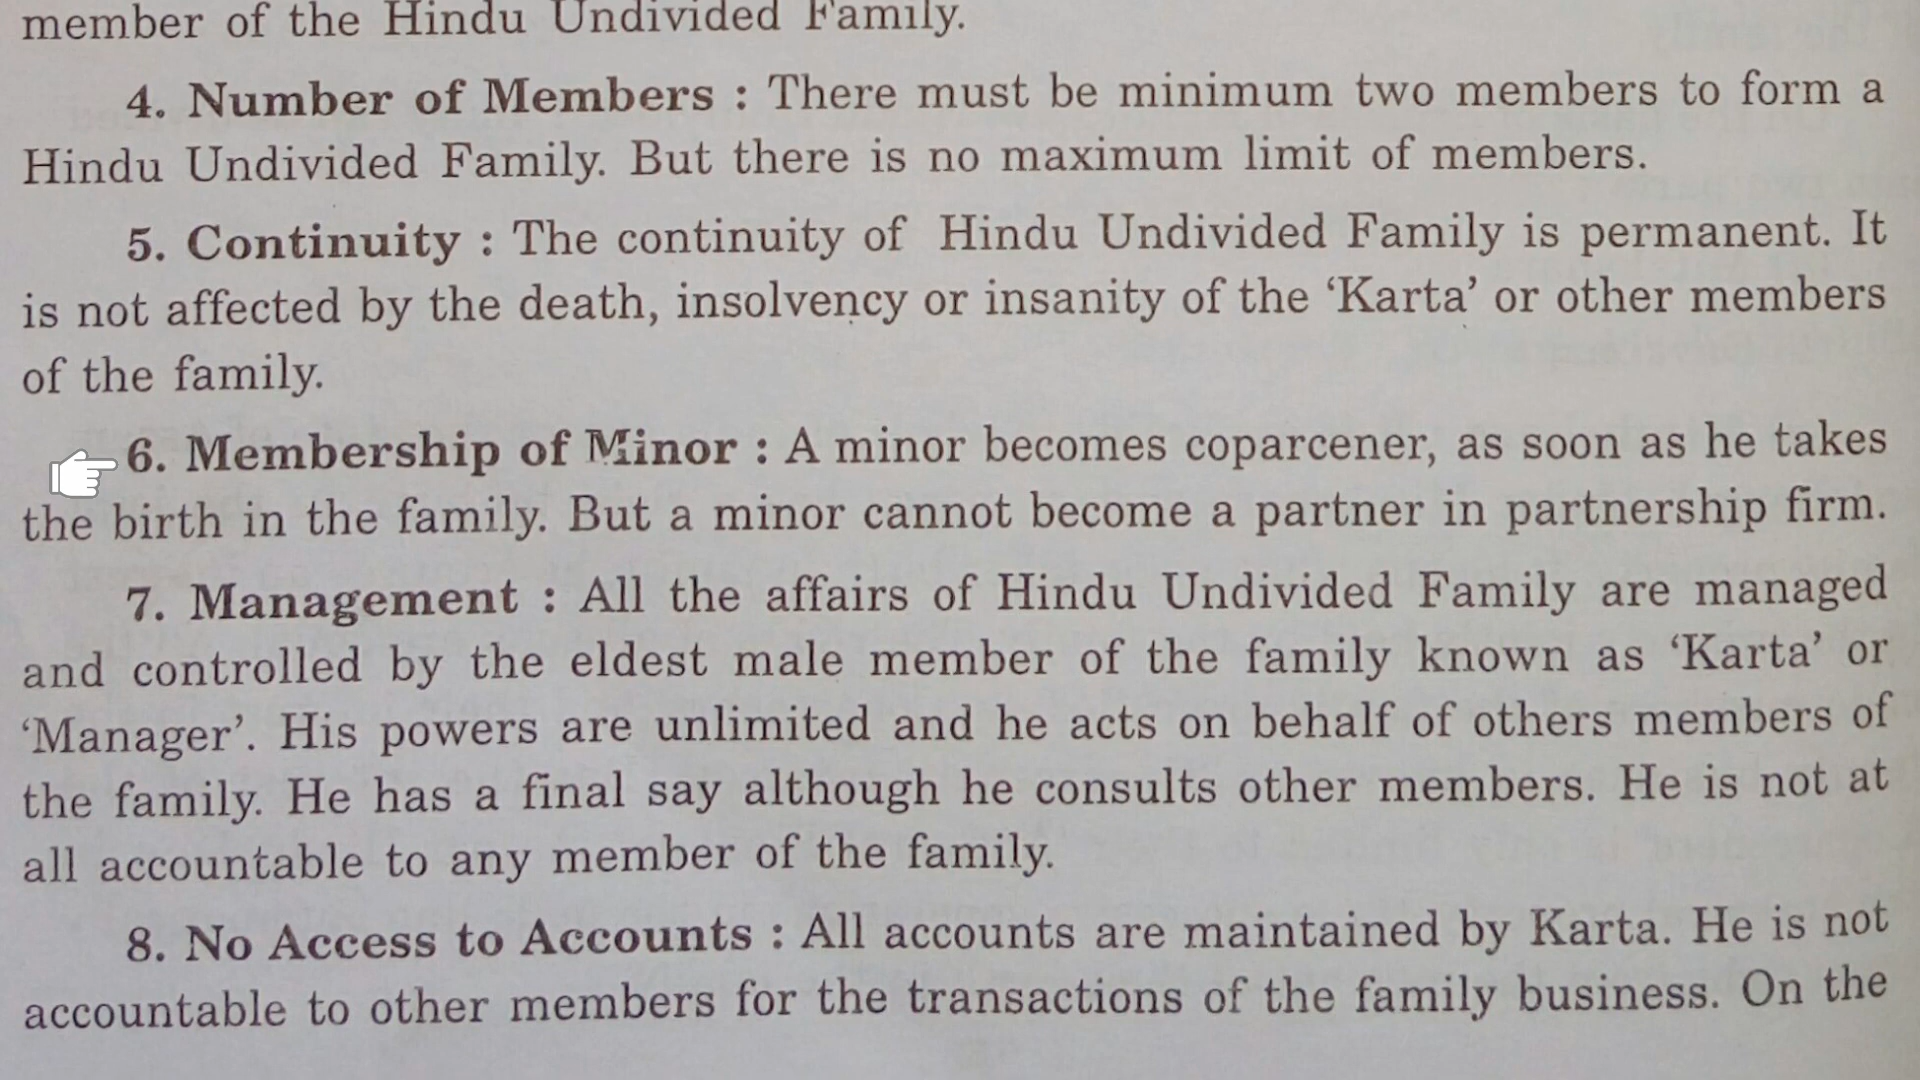 member of the Hindu Undivided Family.
4. Number of Members : There must be minimum two members to form a
Hindu Undivided Family. But there is no maximum limit of members.
5. Continuity : The continuity of Hindu Undivided Family is permanent. It
is not affected by the death, insolvency or insanity of the ‘Karta’ or other members
of the family.
6. Membership of Minor : A minor becomes coparcener, as soon as he takes
the birth in the family. But a minor cannot become a partner in partnership firm.
7. Management : All the affairs of Hindu Undivided Family are managed
and controlled by the eldest male member of the family known as ‘Karta’ or
‘Manager’. His powers are unlimited and he acts on behalf of others members of
the family. He has a final say although he consults other members. He is not at
all accountable to any member of the family.
8. No Access to Accounts : All accounts are maintained by Karta. He is not
accountable to other members for the transactions of the family business. On the